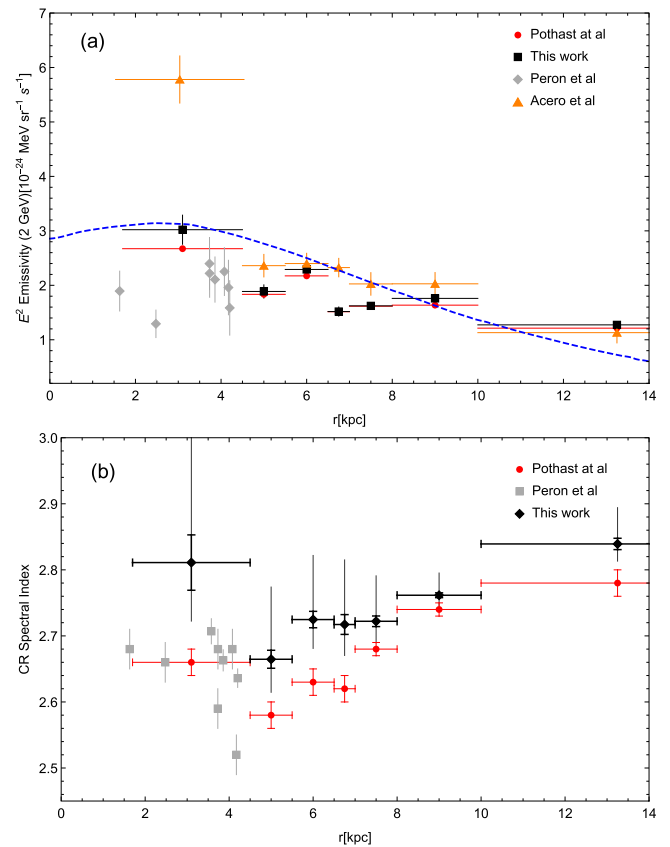 (a)
Pothast at al
This work
Peron et al
Acero et al
E² Emissivity (2 GeV)[10⁻²⁴ MeV sr⁻¹ s⁻¹]
7
6
5
4
3
2
1
0 2 4 6 8 10 12 14
r[kpc]
(b)
Pothast at al
Peron et al
This work
CR Spectral Index
3.0
2.9
2.8
2.7
2.6
2.5
0 2 4 6 8 10 12 14
r[kpc]